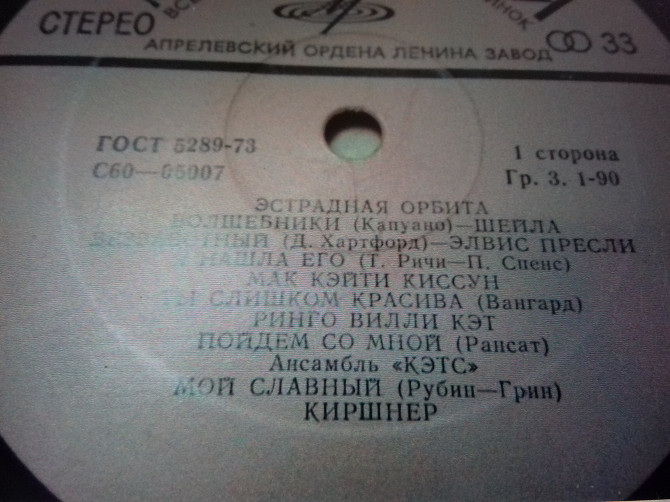 СТЕРЕО
33
АПРЕЛЕВСКИЙ ОРДЕНА ЛЕНИНА ЗАВОД
ГОСТ 5289-73
С60—05007
1 сторона
Гр. 3. 1-90
ЭСТРАДНАЯ ОРБИТА
ВОЛШЕБНИКИ (Капуано)—ШЕЙЛА
(Д. Хартфорд)—ЭЛВИС ПРЕСЛИ
НАШЛА ЕГО (Т. Ричи—П. Спенс)
МАК КЭЙТИ КИССУН
ТЫ СЛИШКОМ КРАСИВА (Вангард)
РИНГО ВИЛЛИ КЭТ
ПОЙДЕМ СО МНОЙ (Рансат)
Ансамбль «КЭТС»
МОЙ СЛАВНЫЙ (Рубин—Грин)
КИРШНЕР